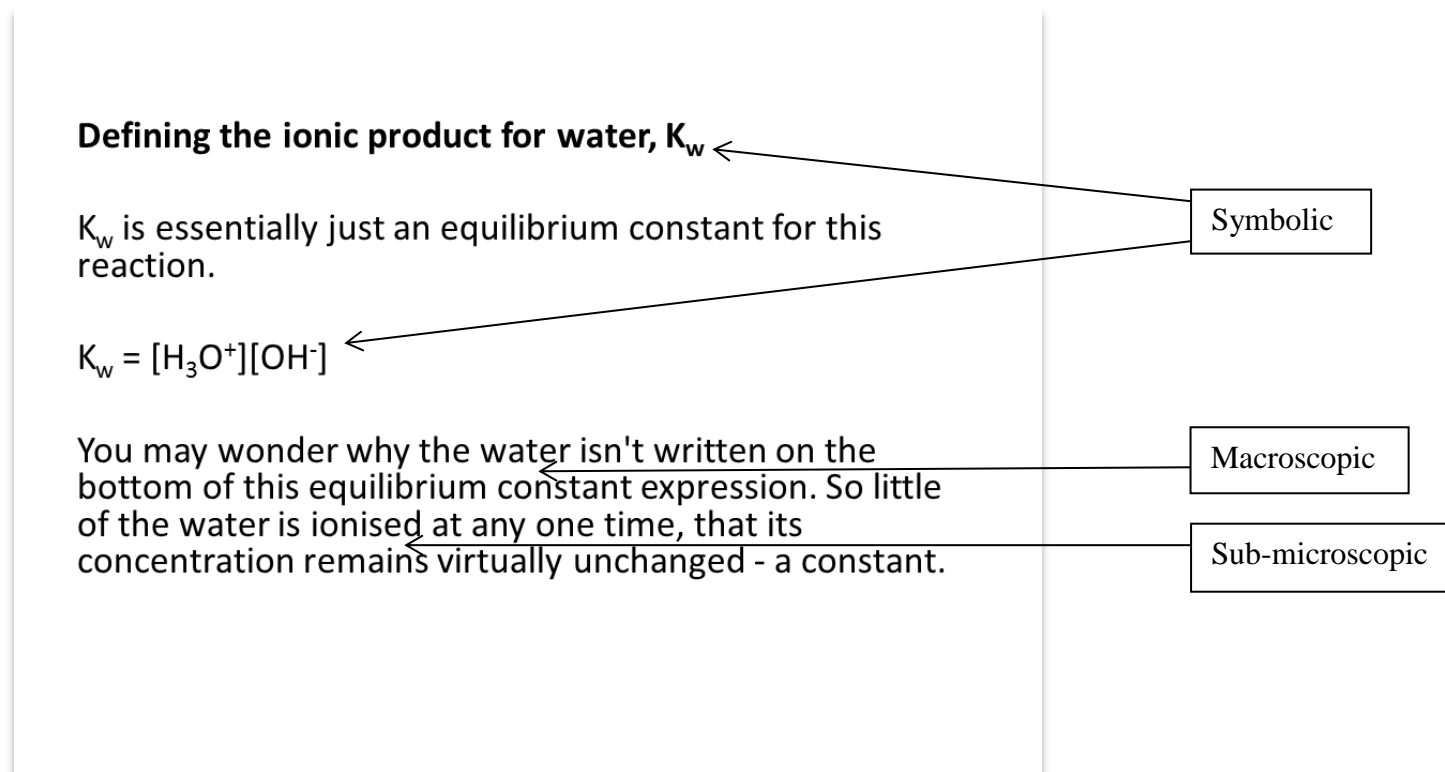 Defining the ionic product for water, Kw
Symbolic
Kw is essentially just an equilibrium constant for this
reaction.
Kw = [H₃O⁺][OH⁻]
You may wonder why the water isn't written on the
Macroscopic
bottom of this equilibrium constant expression. So little
of the water is ionised at any one time, that its
Sub-microscopic
concentration remains virtually unchanged - a constant.